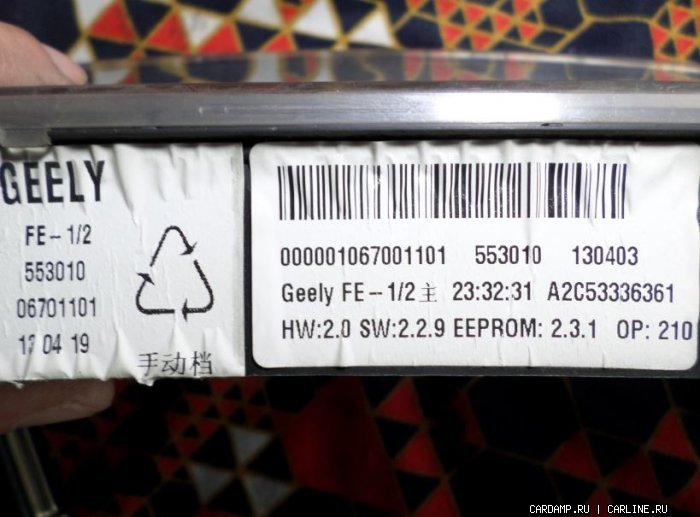 GEELY
FE-1/2
553010
06701101
13 04 19
手动档
000001067001101 553010 130403
Geely FE-1/2主 23:32:31 A2C53336361
HW:2.0 SW:2.2.9 EEPROM: 2.3.1 OP: 210
CARDAMP.RU | CARLINE.RU